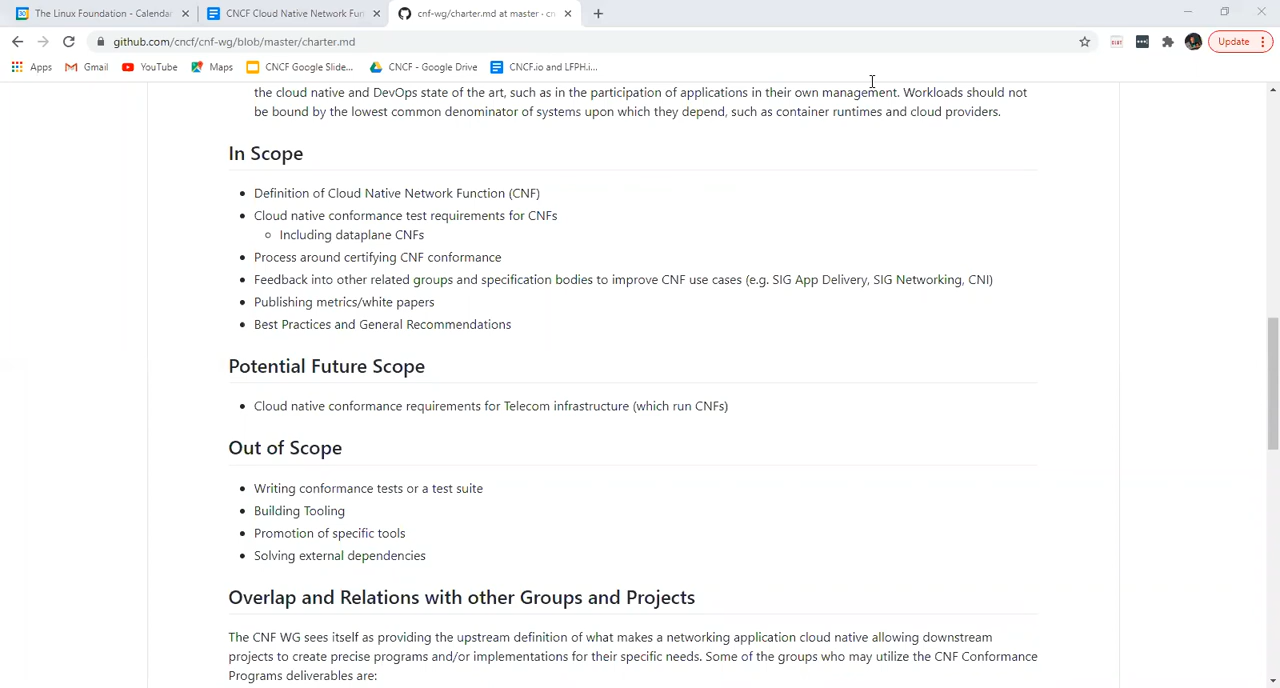 The Linux Foundation - Calendar
CNCF Cloud Native Network Fun
cnf-wg/charter.md at master · cn
github.com/cncf/cnf-wg/blob/master/charter.md
Update
Apps
Gmail
YouTube
Maps
CNCF Google Slide...
CNCF - Google Drive
CNCF.io and LFPH.i...
the cloud native and DevOps state of the art, such as in the participation of applications in their own management. Workloads should not
be bound by the lowest common denominator of systems upon which they depend, such as container runtimes and cloud providers.
In Scope
• Definition of Cloud Native Network Function (CNF)
• Cloud native conformance test requirements for CNFs
◦ Including dataplane CNFs
• Process around certifying CNF conformance
• Feedback into other related groups and specification bodies to improve CNF use cases (e.g. SIG App Delivery, SIG Networking, CNI)
• Publishing metrics/white papers
• Best Practices and General Recommendations
Potential Future Scope
• Cloud native conformance requirements for Telecom infrastructure (which run CNFs)
Out of Scope
• Writing conformance tests or a test suite
• Building Tooling
• Promotion of specific tools
• Solving external dependencies
Overlap and Relations with other Groups and Projects
The CNF WG sees itself as providing the upstream definition of what makes a networking application cloud native allowing downstream
projects to create precise programs and/or implementations for their specific needs. Some of the groups who may utilize the CNF Conformance
Programs deliverables are: